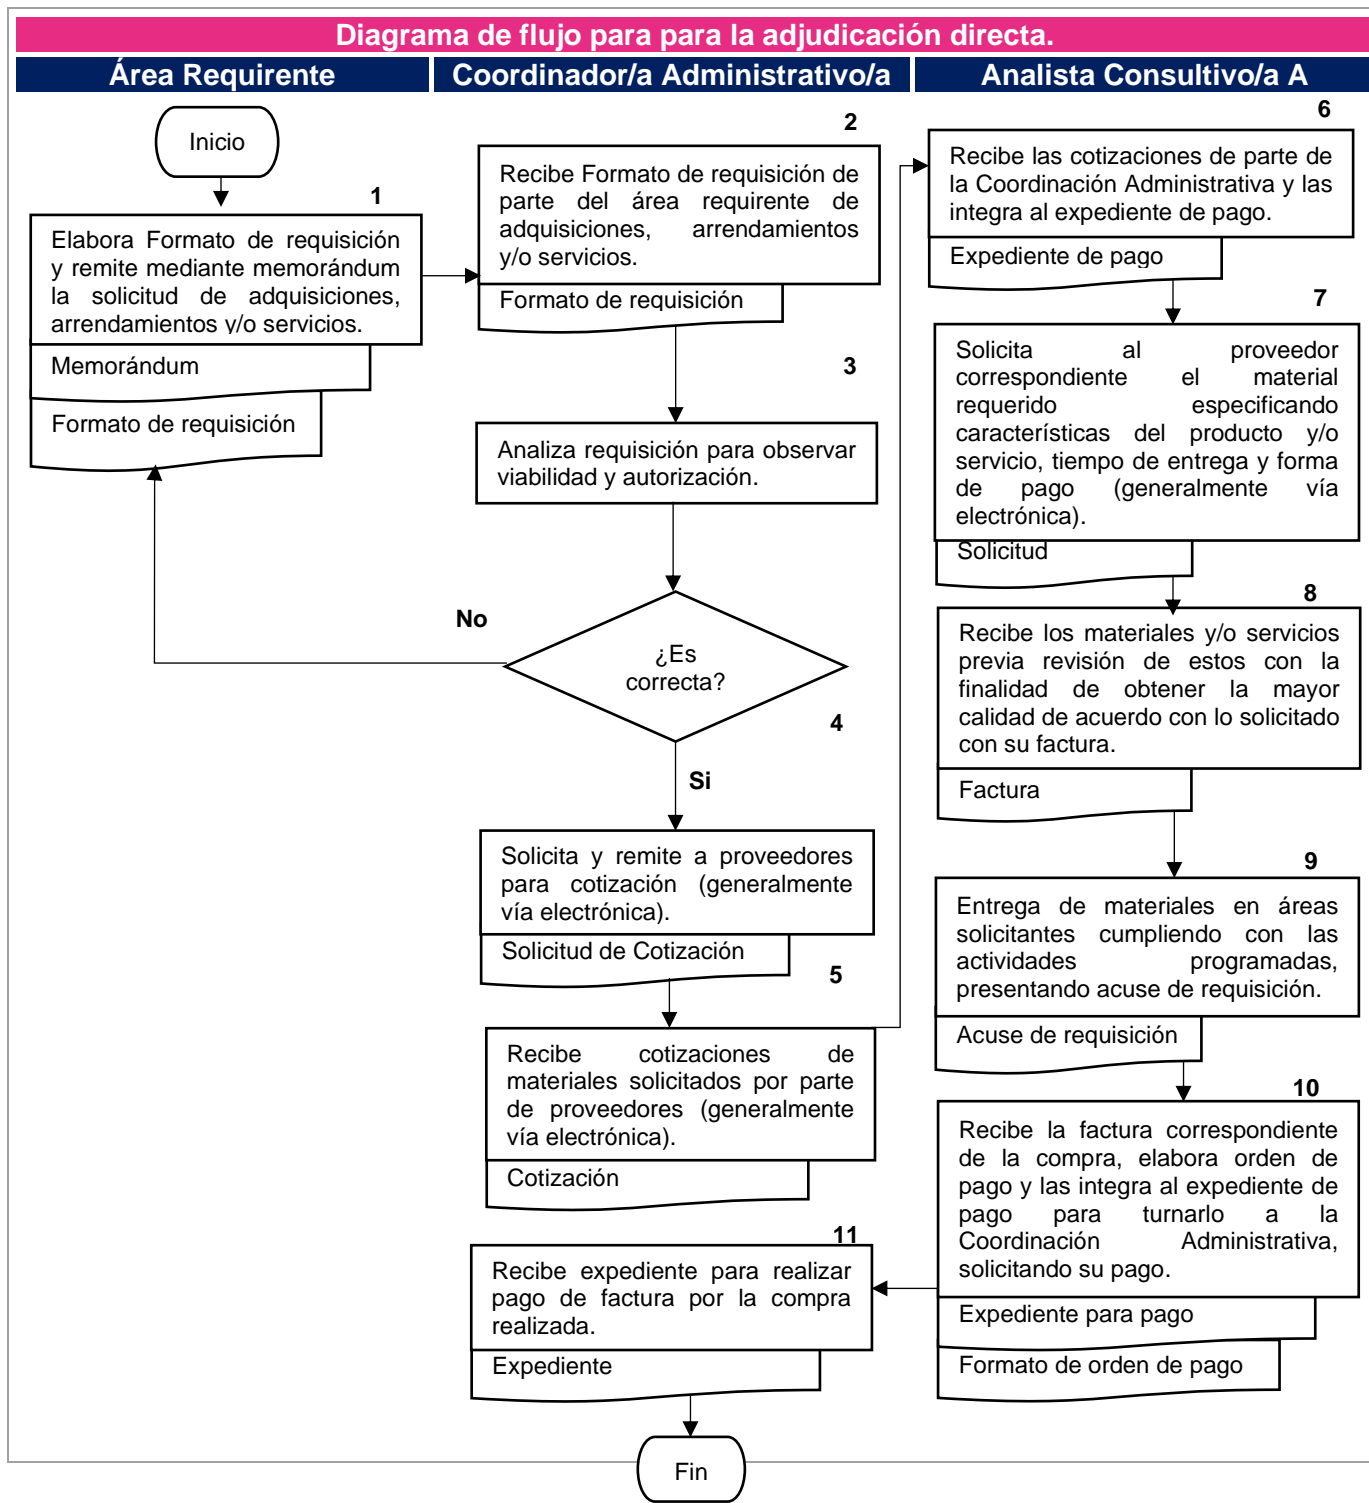 Diagrama de flujo para para la adjudicación directa.
Área Requirente
Coordinador/a Administrativo/a
Analista Consultivo/a A
Inicio
1
Elabora Formato de requisición
y remite mediante memorándum
la solicitud de adquisiciones,
arrendamientos y/o servicios.
Memorándum
Formato de requisición
2
Recibe Formato de requisición de
parte del área requirente de
adquisiciones, arrendamientos
y/o servicios.
Formato de requisición
3
Analiza requisición para observar
viabilidad y autorización.
No
¿Es
correcta?
4
Si
Solicita y remite a proveedores
para cotización (generalmente
vía electrónica).
Solicitud de Cotización
5
Recibe cotizaciones de
materiales solicitados por parte
de proveedores (generalmente
vía electrónica).
Cotización
6
Recibe las cotizaciones de parte de
la Coordinación Administrativa y las
integra al expediente de pago.
Expediente de pago
7
Solicita al proveedor
correspondiente el material
requerido especificando
características del producto y/o
servicio, tiempo de entrega y forma
de pago (generalmente vía
electrónica).
Solicitud
8
Recibe los materiales y/o servicios
previa revisión de estos con la
finalidad de obtener la mayor
calidad de acuerdo con lo solicitado
con su factura.
Factura
9
Entrega de materiales en áreas
solicitantes cumpliendo con las
actividades programadas,
presentando acuse de requisición.
Acuse de requisición
10
Recibe la factura correspondiente
de la compra, elabora orden de
pago y las integra al expediente de
pago para turnarlo a la
Coordinación Administrativa,
solicitando su pago.
Expediente para pago
Formato de orden de pago
11
Recibe expediente para realizar
pago de factura por la compra
realizada.
Expediente
Fin